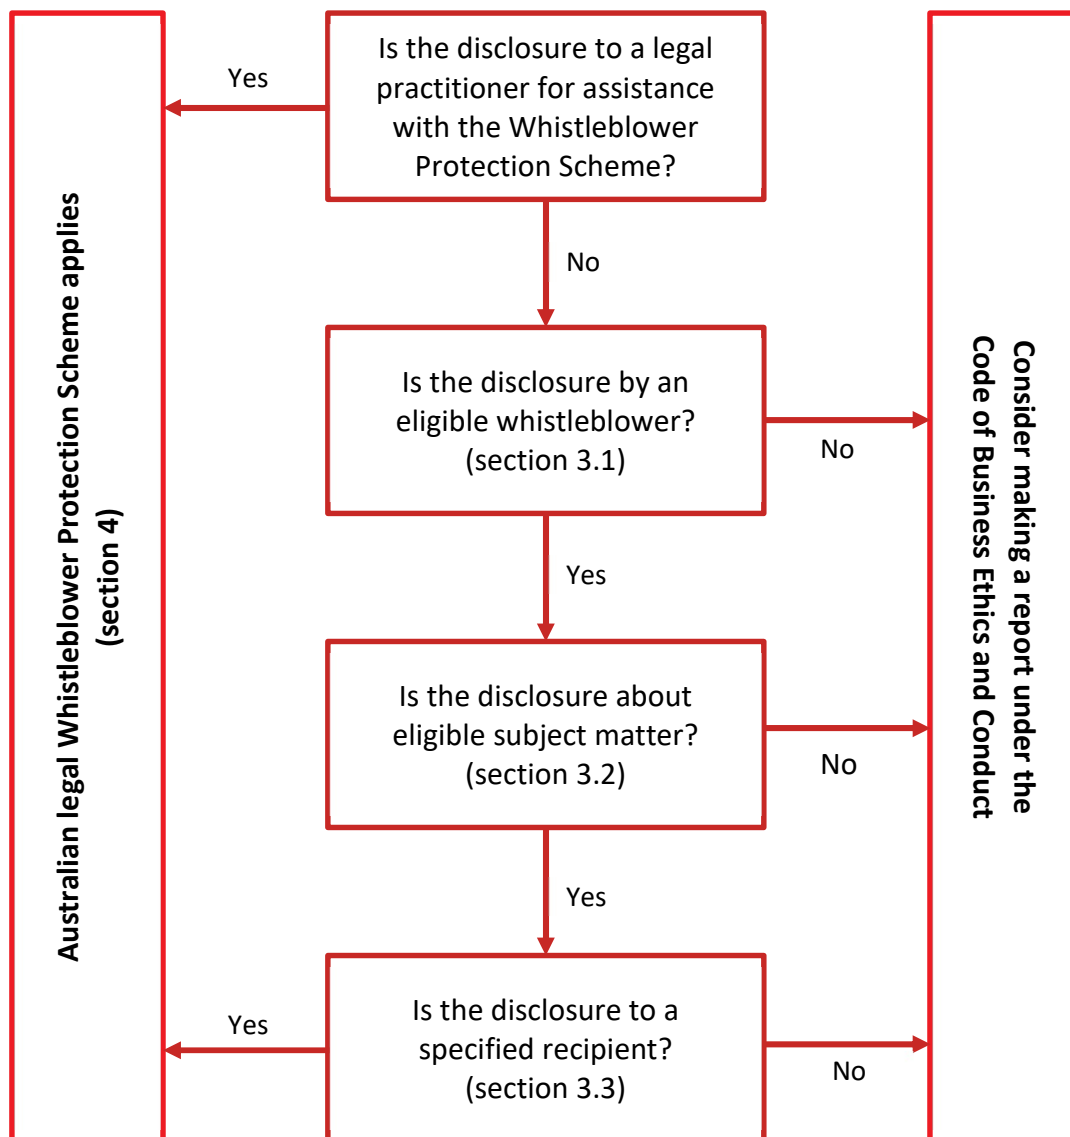 Is the disclosure to a legal
practitioner for assistance
with the Whistleblower
Protection Scheme?
Yes
No
Is the disclosure by an
eligible whistleblower?
(section 3.1)
No
Yes
Is the disclosure about
eligible subject matter?
(section 3.2)
No
Yes
Is the disclosure to a
specified recipient?
(section 3.3)
Yes
No
Australian legal Whistleblower Protection Scheme applies
(section 4)
Consider making a report under the
Code of Business Ethics and Conduct